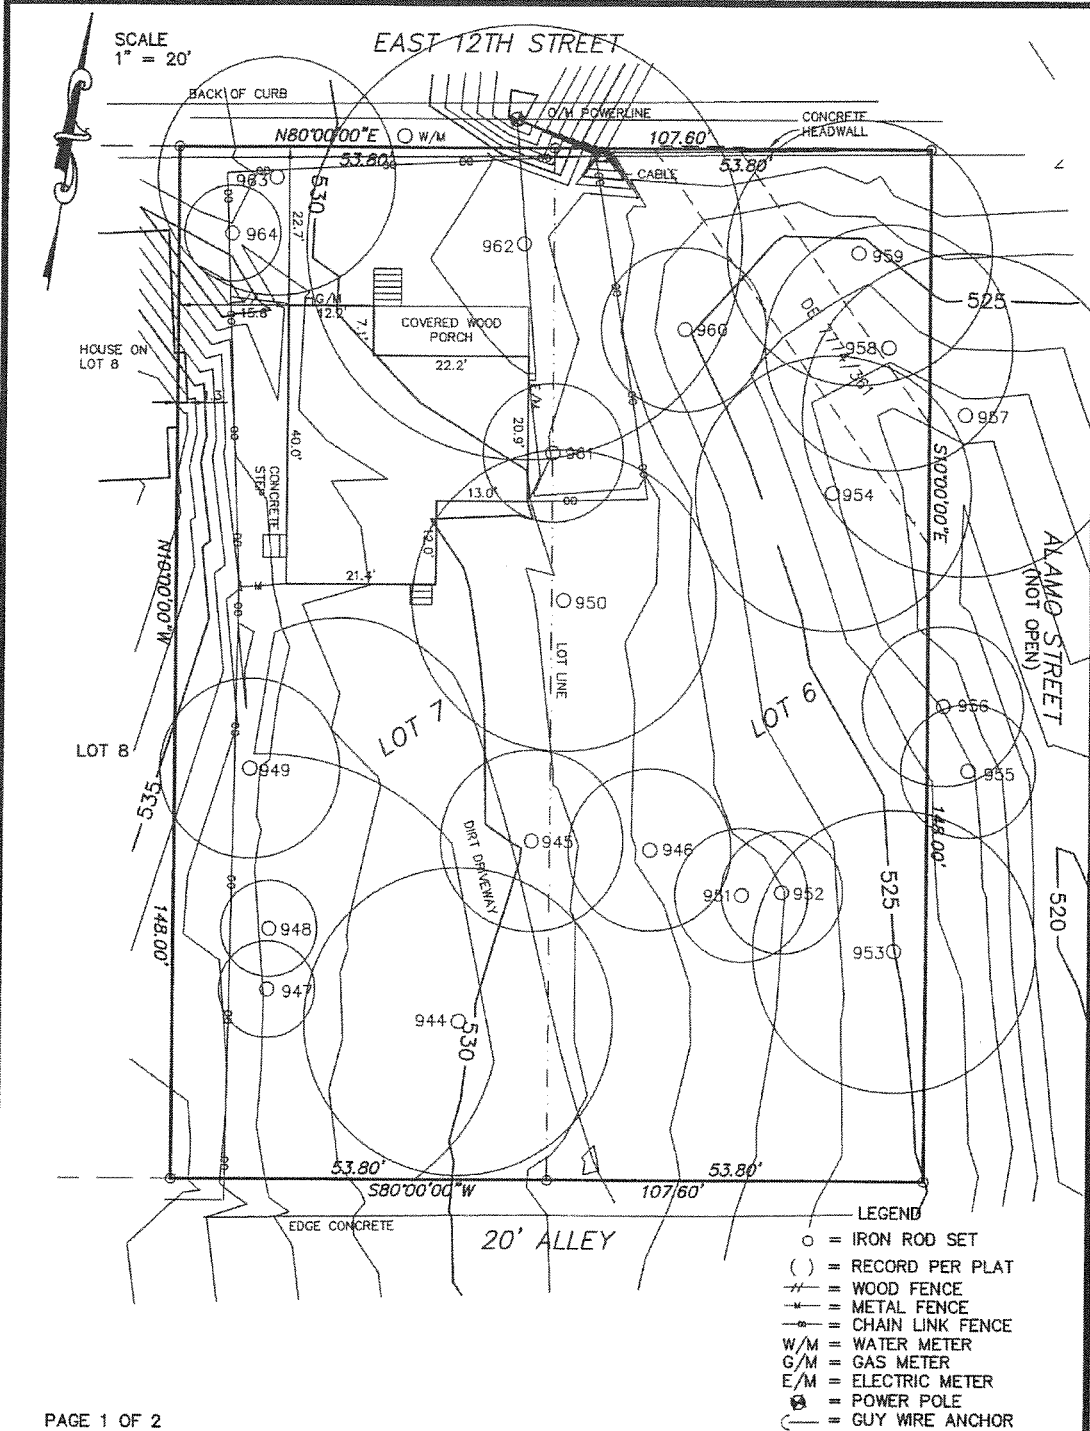 SCALE
1" = 20'
EAST 12TH STREET
BACK OF CURB
O/H POWERLINE
CONCRETE
HEADWALL
N80°00'00"E
W/M
107.60'
53.80'
53.80'
CABLE
963
530
964
22.7'
962
959
525
G/M
15.8'
12.2'
7.1'
COVERED WOOD
PORCH
960
958
HOUSE ON
LOT 8
22.2'
957
E/M
20.9'
40.0'
961
S10°00'00"E
CONCRETE
STEP
13.0'
954
12.0'
ALAMO STREET
(NOT OPEN)
N10°00'00"W
21.4'
950
LOT LINE
LOT 7
LOT 6
956
LOT 8
949
955
535
945
946
148.00'
DIRT DRIVEWAY
951
952
525
520
148.00'
948
953
947
944
530
53.80'
53.80'
S80°00'00"W
107.60'
EDGE CONCRETE
20' ALLEY
LEGEND
= IRON ROD SET
( ) = RECORD PER PLAT
= WOOD FENCE
= METAL FENCE
= CHAIN LINK FENCE
W/M = WATER METER
G/M = GAS METER
E/M = ELECTRIC METER
= POWER POLE
= GUY WIRE ANCHOR
PAGE 1 OF 2